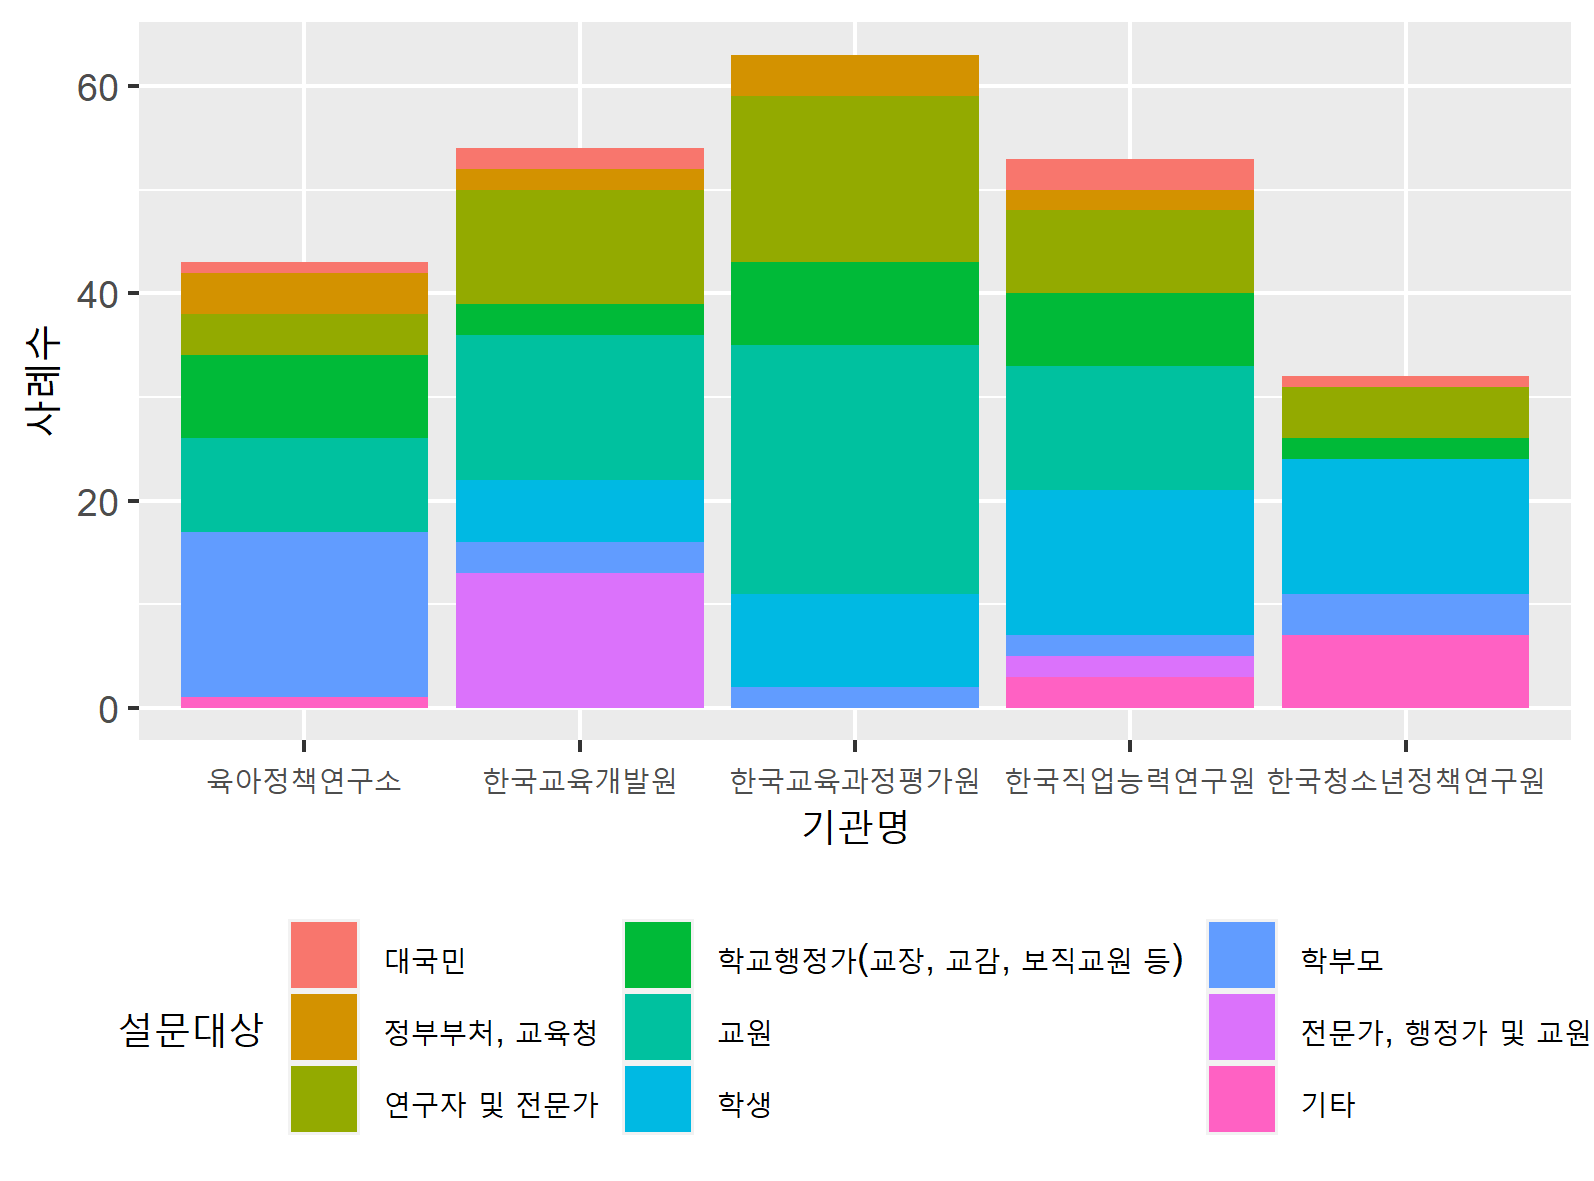 60
40
20
0
사례수
육아정책연구소 한국교육개발원 한국교육과정평가원 한국직업능력연구원 한국청소년정책연구원
기관명
설문대상
대국민
정부부처, 교육청
연구자 및 전문가
학교행정가(교장, 교감, 보직교원 등)
교원
학생
학부모
전문가, 행정가 및 교원
기타